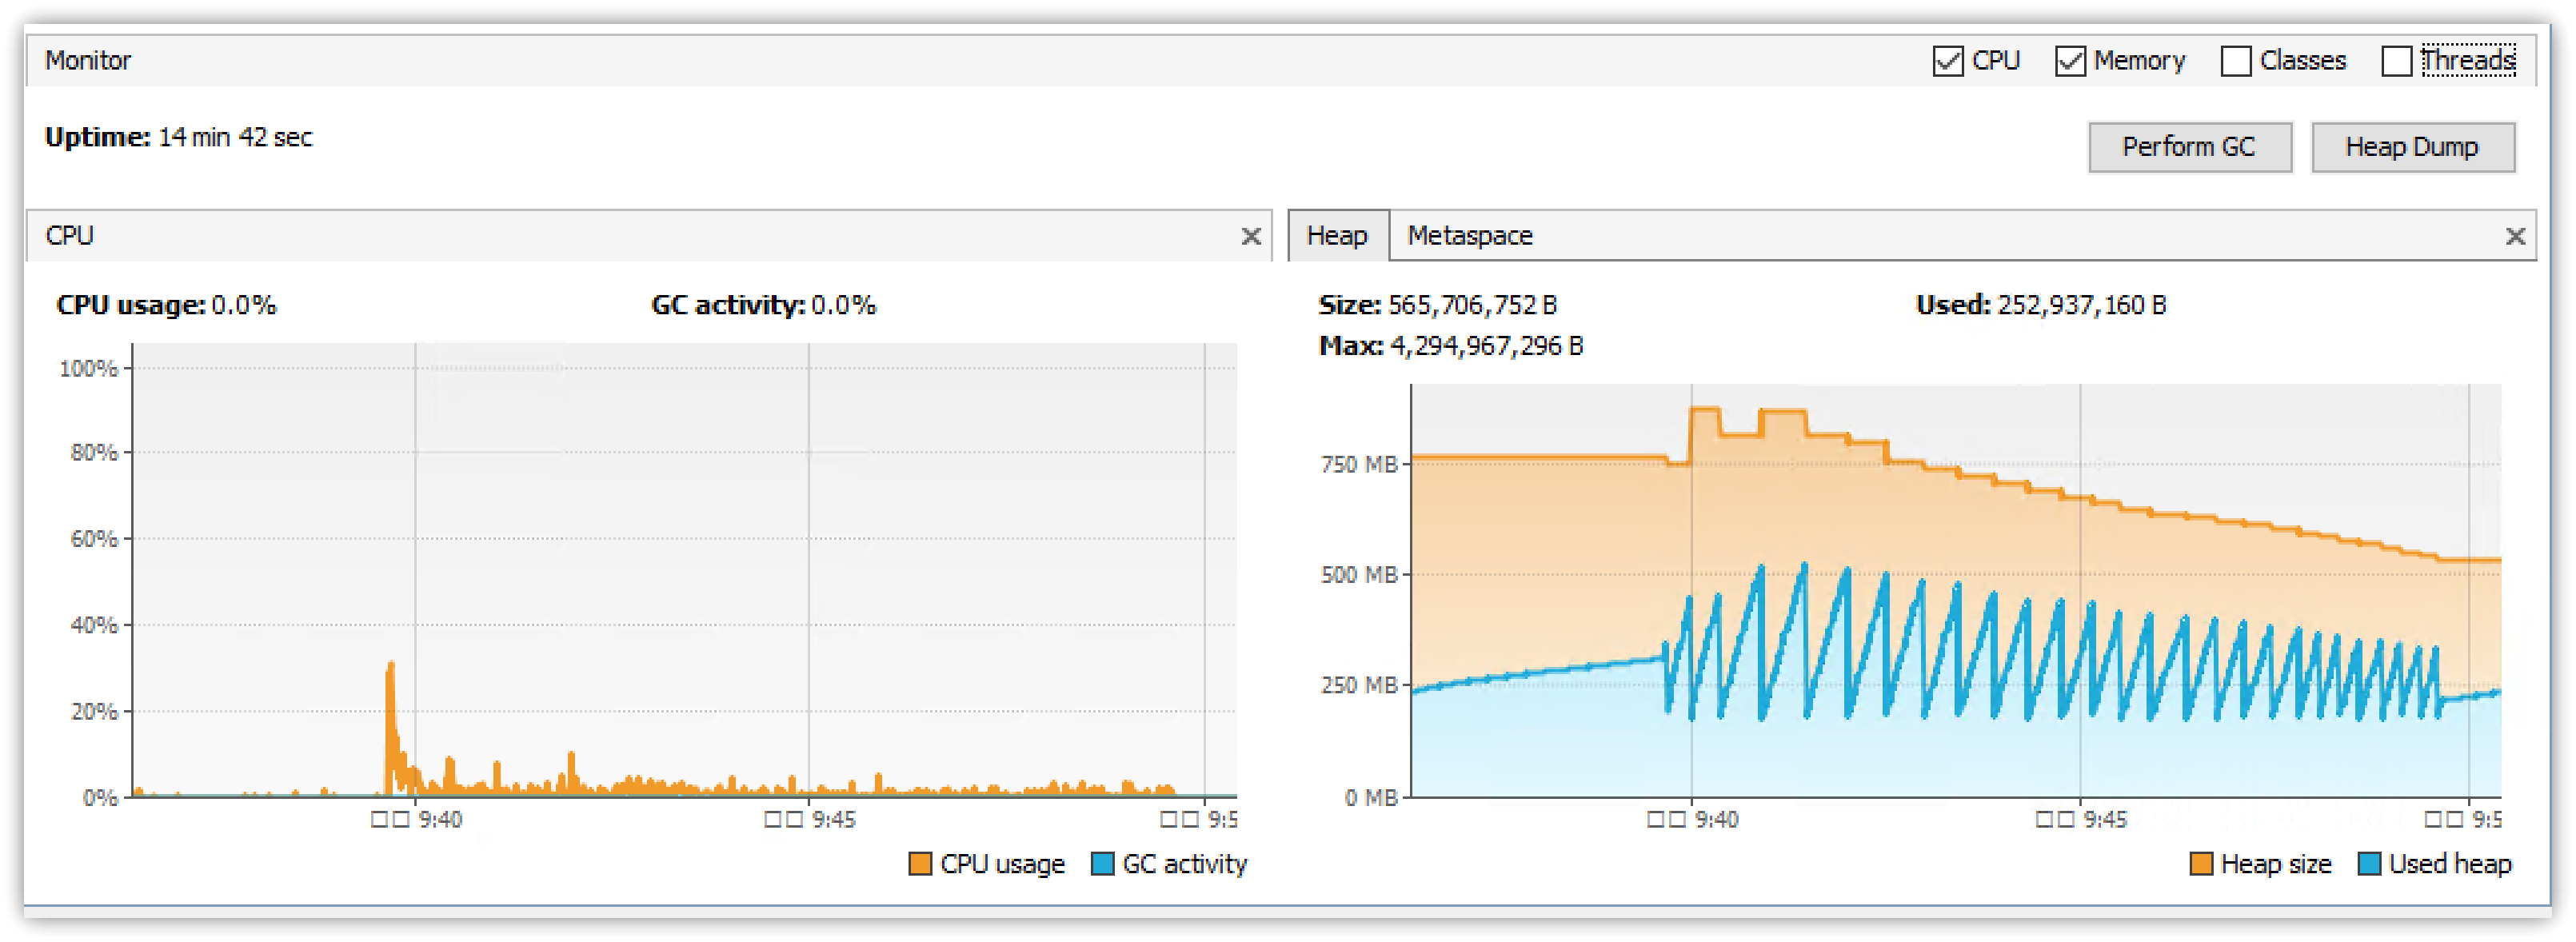 Monitor
CPU Memory Classes Threads
Uptime: 14 min 42 sec
Perform GC Heap Dump
CPU
Heap Metaspace
CPU usage: 0.0% GC activity: 0.0%
Size: 565,706,752 B Used: 252,937,160 B
Max: 4,294,967,296 B
100%
80%
60%
40%
20%
0%
9:40 9:45 9:5
CPU usage GC activity
750 MB
500 MB
250 MB
0 MB
9:40 9:45 9:5
Heap size Used heap